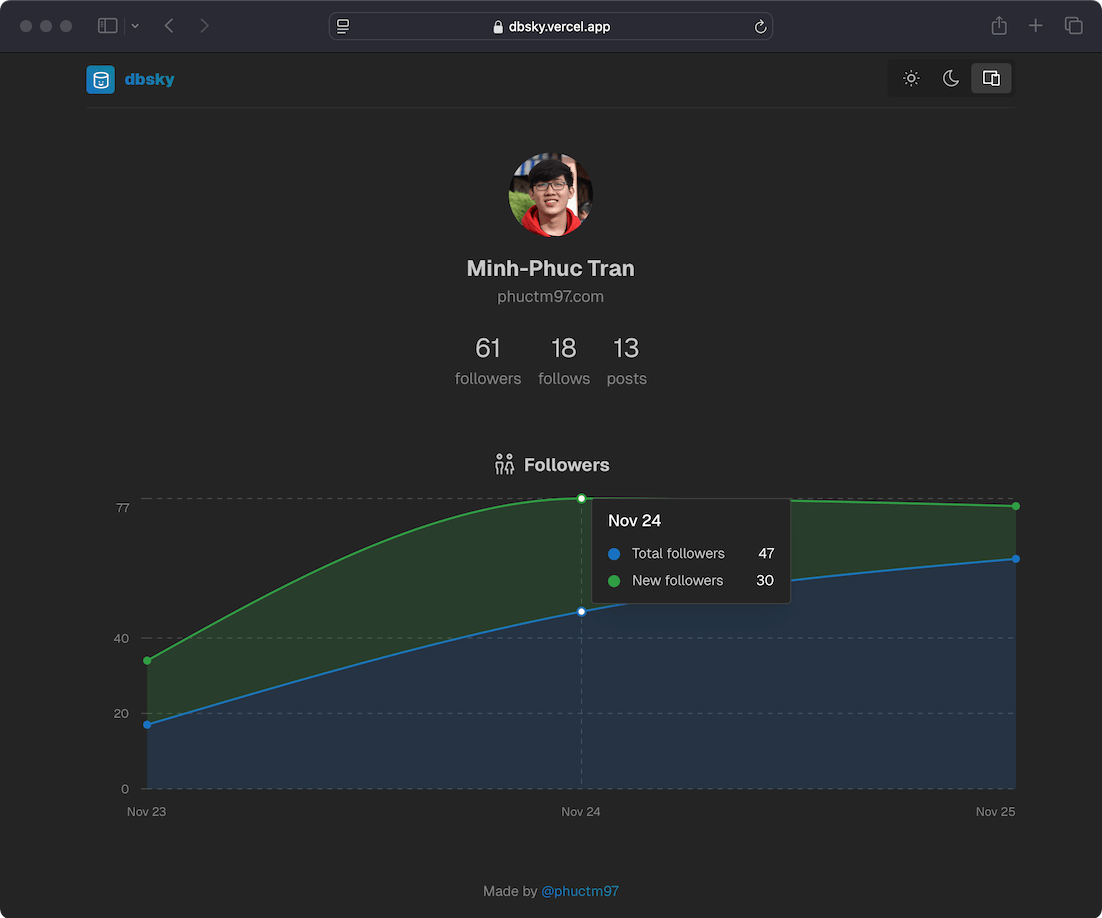 dbsky.vercel.app
dbsky
Minh-Phuc Tran
phuctm97.com
61 18 13
followers follows posts
Followers
77
Nov 24
Total followers 47
New followers 30
40
20
0
Nov 23 Nov 24 Nov 25
Made by @phuctm97